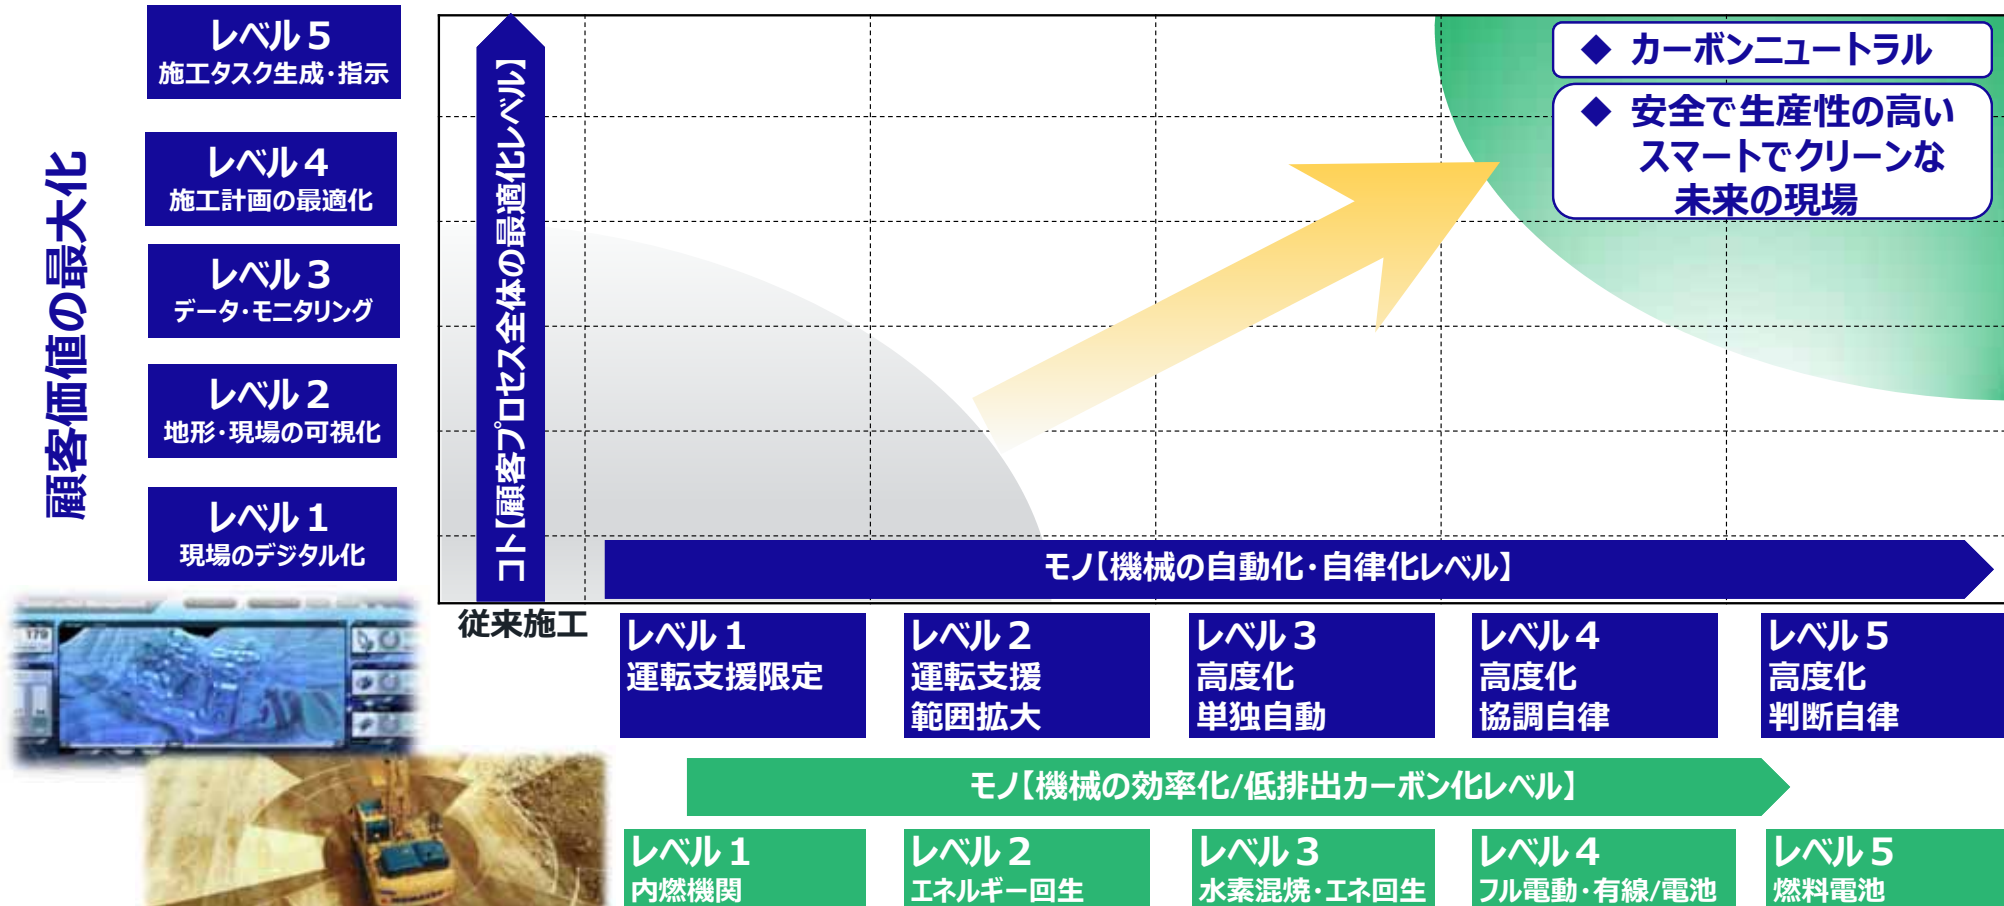 顧客価値の最大化
レベル５
施工タスク生成・指示
レベル４
施工計画の最適化
レベル３
データ・モニタリング
レベル２
地形・現場の可視化
レベル１
現場のデジタル化
コト【顧客プロセス全体の最適化レベル】
◆ カーボンニュートラル
◆ 安全で生産性の高い
スマートでクリーンな
未来の現場
モノ【機械の自動化・自律化レベル】
従来施工
レベル１
運転支援限定
レベル２
運転支援
範囲拡大
レベル３
高度化
単独自動
レベル４
高度化
協調自律
レベル５
高度化
判断自律
モノ【機械の効率化/低排出カーボン化レベル】
レベル１
内燃機関
レベル２
エネルギー回生
レベル３
水素混焼・エネ回生
レベル４
フル電動・有線/電池
レベル５
燃料電池
179